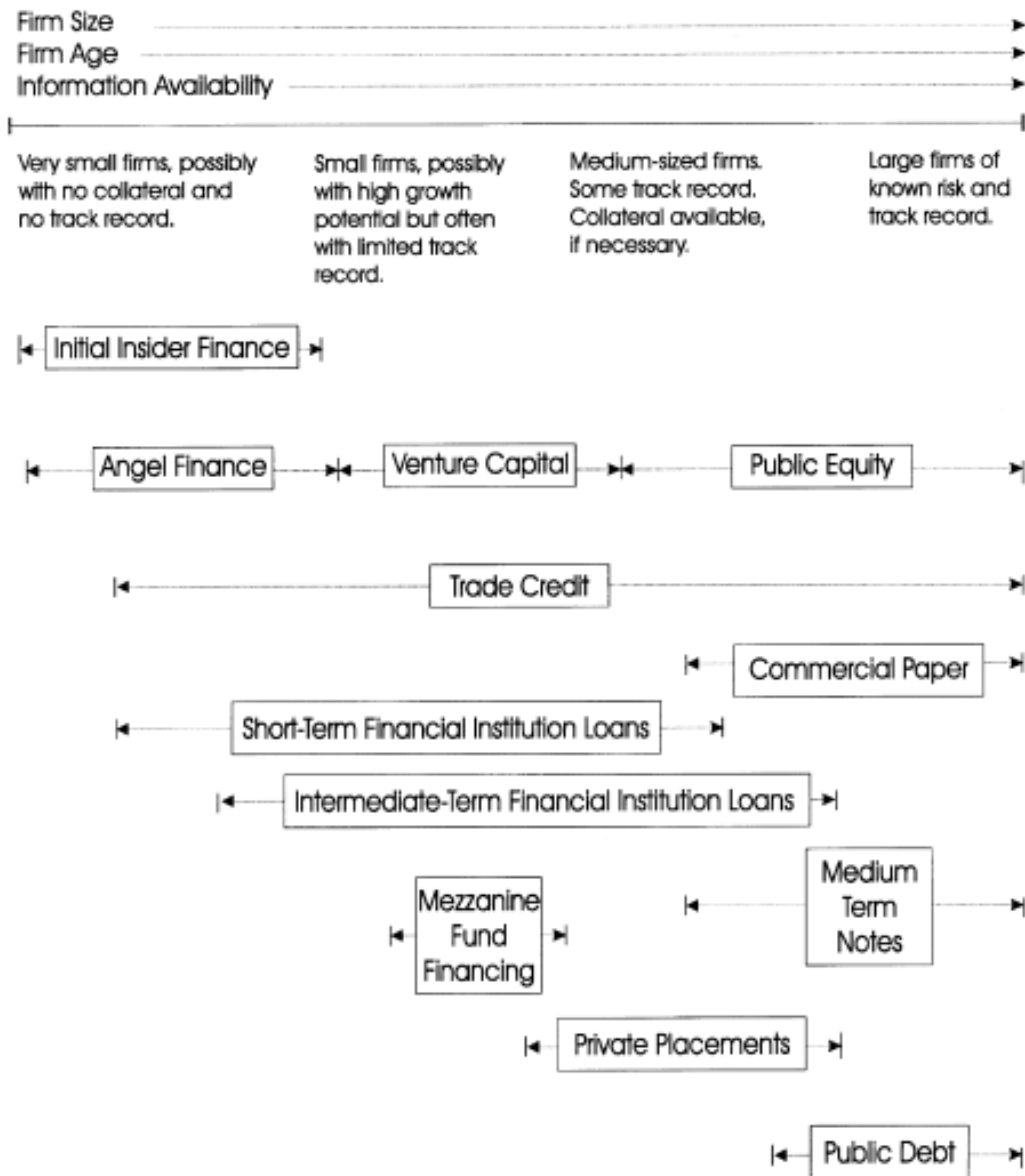 Firm Size
Firm Age
Information Availability
Very small firms, possibly
with no collateral and
no track record.
Small firms, possibly
with high growth
potential but often
with limited track
record.
Medium-sized firms.
Some track record.
Collateral available,
if necessary.
Large firms of
known risk and
track record.
Initial Insider Finance
Angel Finance
Venture Capital
Public Equity
Trade Credit
Commercial Paper
Short-Term Financial Institution Loans
Intermediate-Term Financial Institution Loans
Mezzanine
Fund
Financing
Medium
Term
Notes
Private Placements
Public Debt